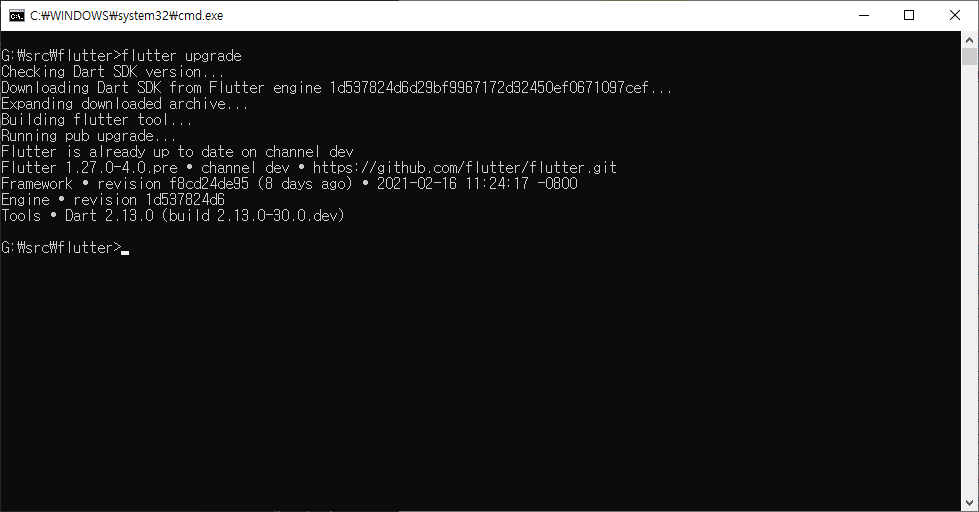 C:₩WINDOWS₩system32₩cmd.exe
G:₩src₩flutter>flutter upgrade
Checking Dart SDK version...
Downloading Dart SDK from Flutter engine 1d537824d6d29bf9967172d32450ef0671097cef...
Expanding downloaded archive...
Building flutter tool...
Running pub upgrade...
Flutter is already up to date on channel dev
Flutter 1.27.0-4.0.pre • channel dev • https://github.com/flutter/flutter.git
Framework • revision f8cd24de95 (8 days ago) • 2021-02-16 11:24:17 -0800
Engine • revision 1d537824d6
Tools • Dart 2.13.0 (build 2.13.0-30.0.dev)
G:₩src₩flutter>